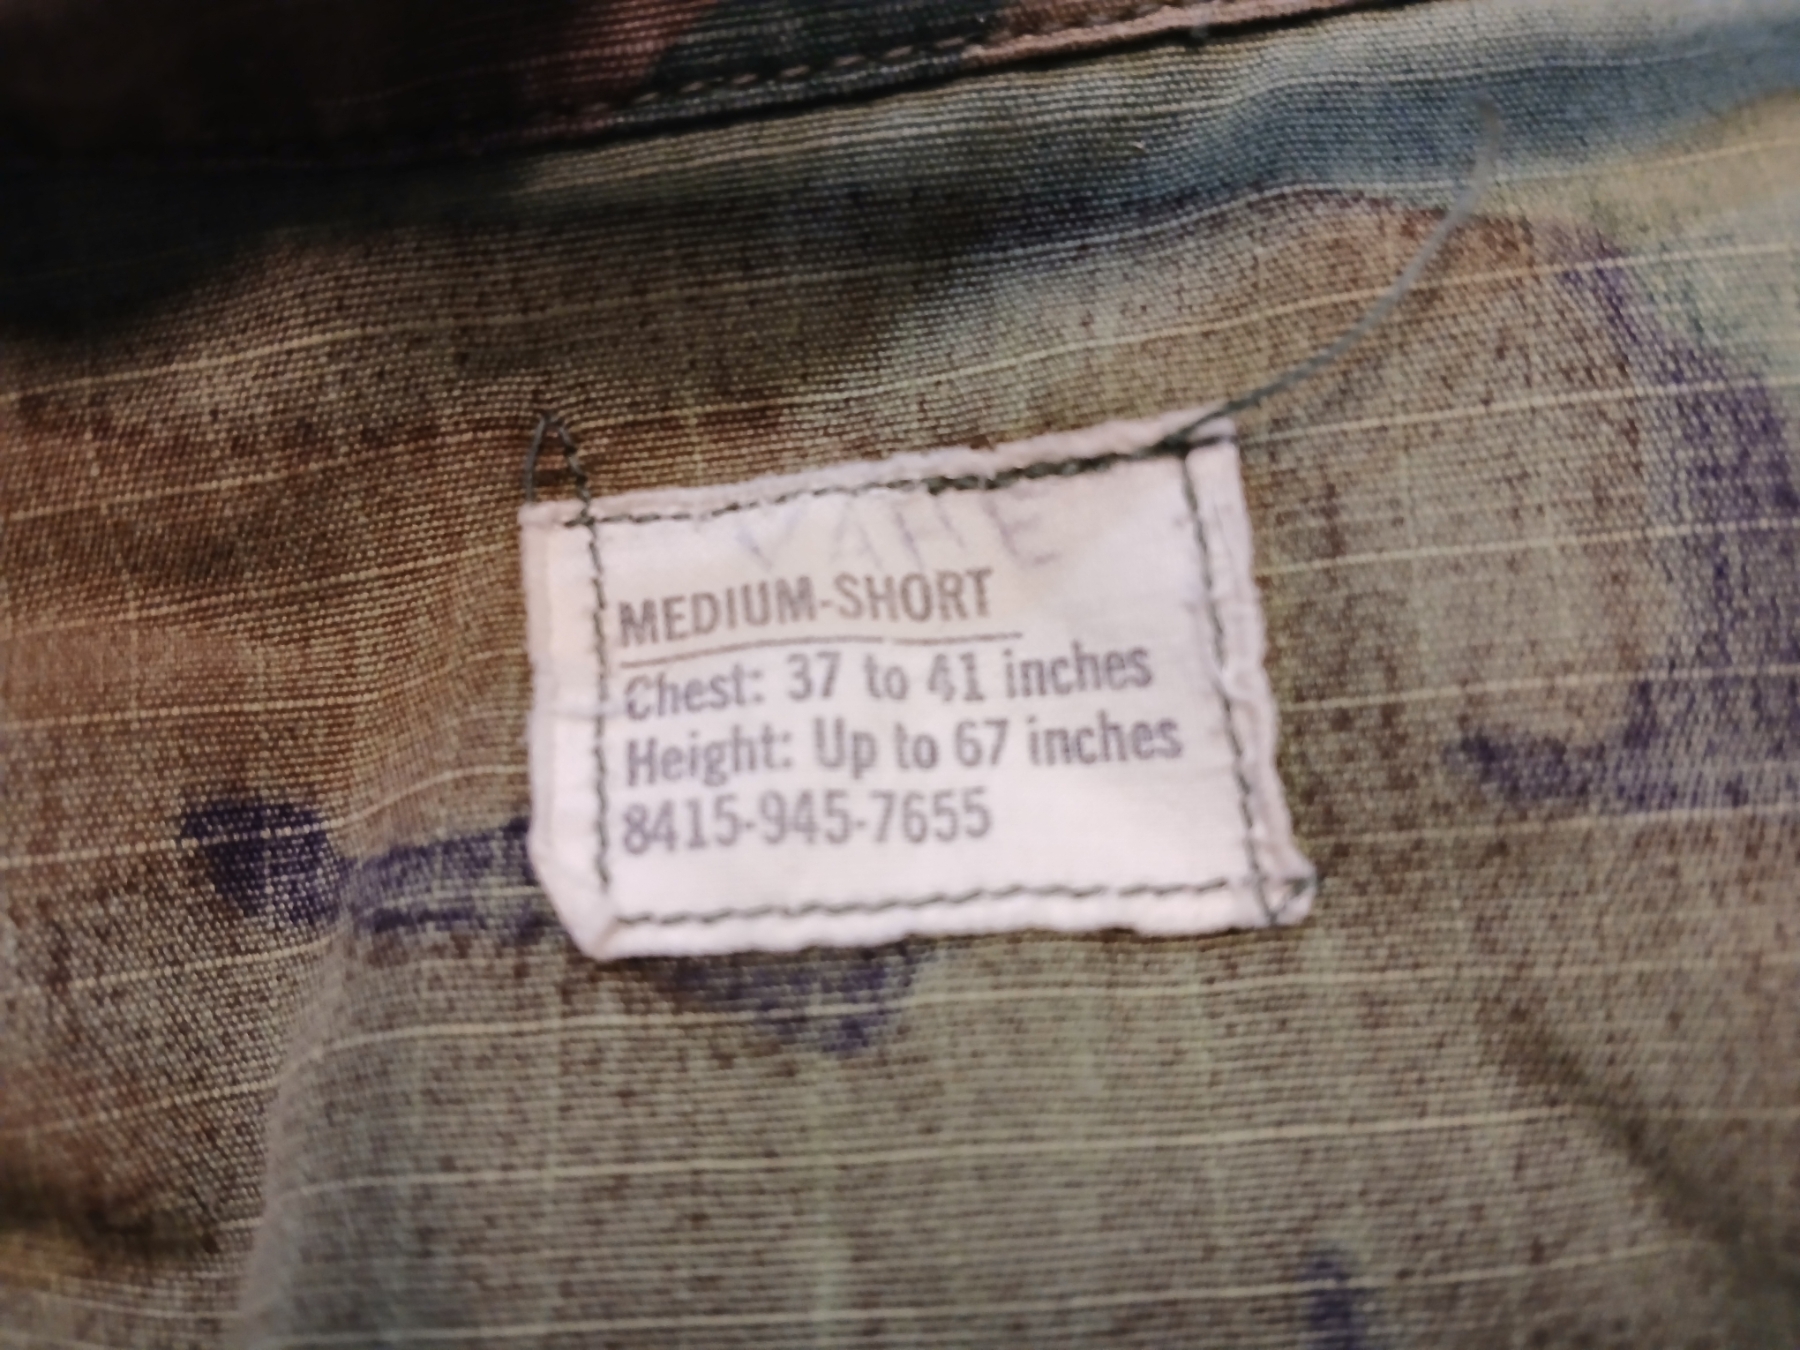 MEDIUM-SHORT
Chest: 37 to 41 inches
Height: Up to 67 inches
8415-945-7655